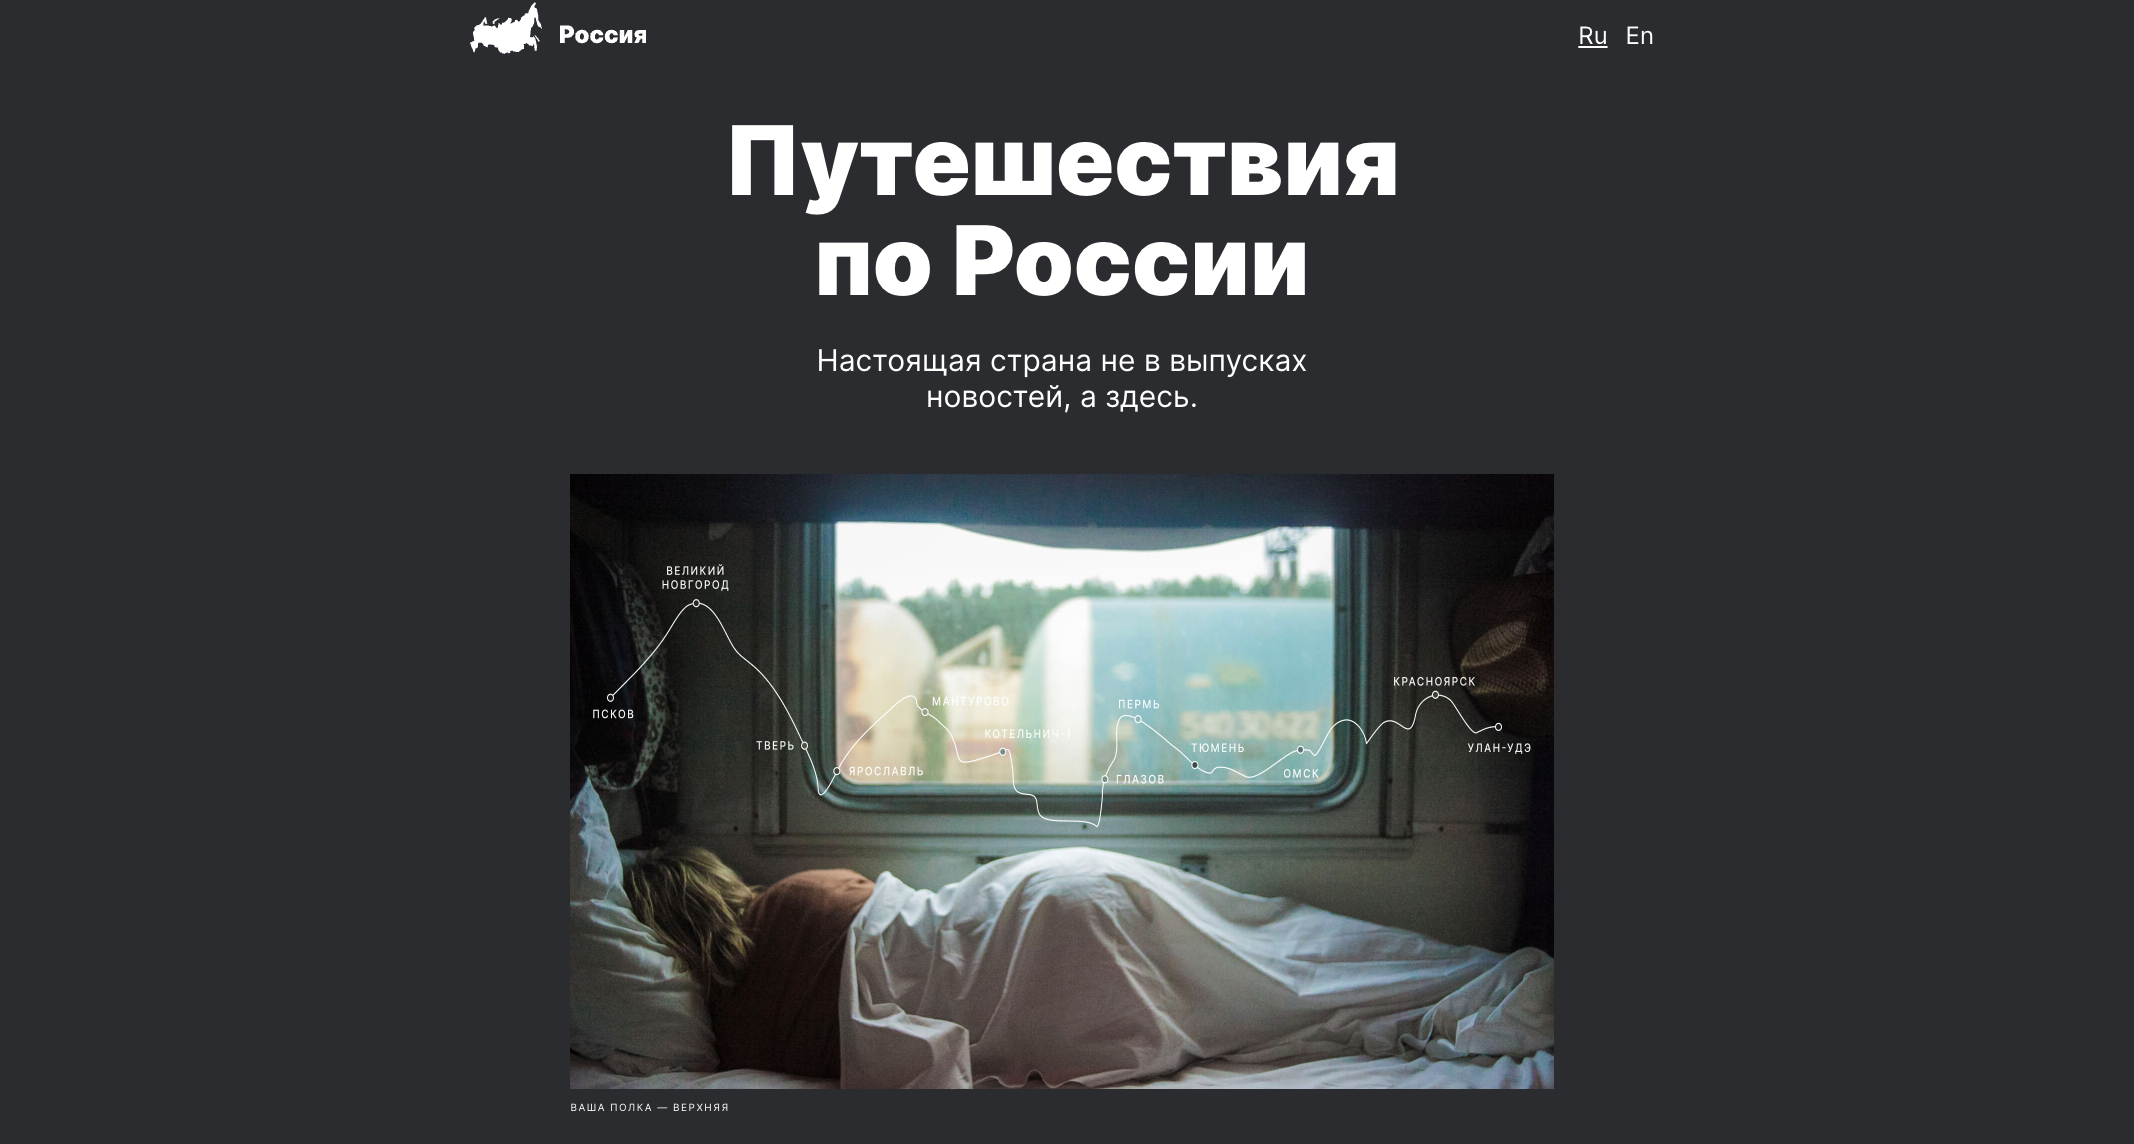 Россия
Ru En
Путешествия
по России
Настоящая страна не в выпусках
новостей, а здесь.
ВЕЛИКИЙ
НОВГОРОД
ПСКОВ
ТВЕРЬ
ЯРОСЛАВЛЬ
МАНТУРОВО
КОТЕЛЬНИЧ-1
ГЛАЗОВ
ПЕРМЬ
ТЮМЕНЬ
ОМСК
КРАСНОЯРСК
УЛАН-УДЭ
54030622
ВАША ПОЛКА — ВЕРХНЯЯ